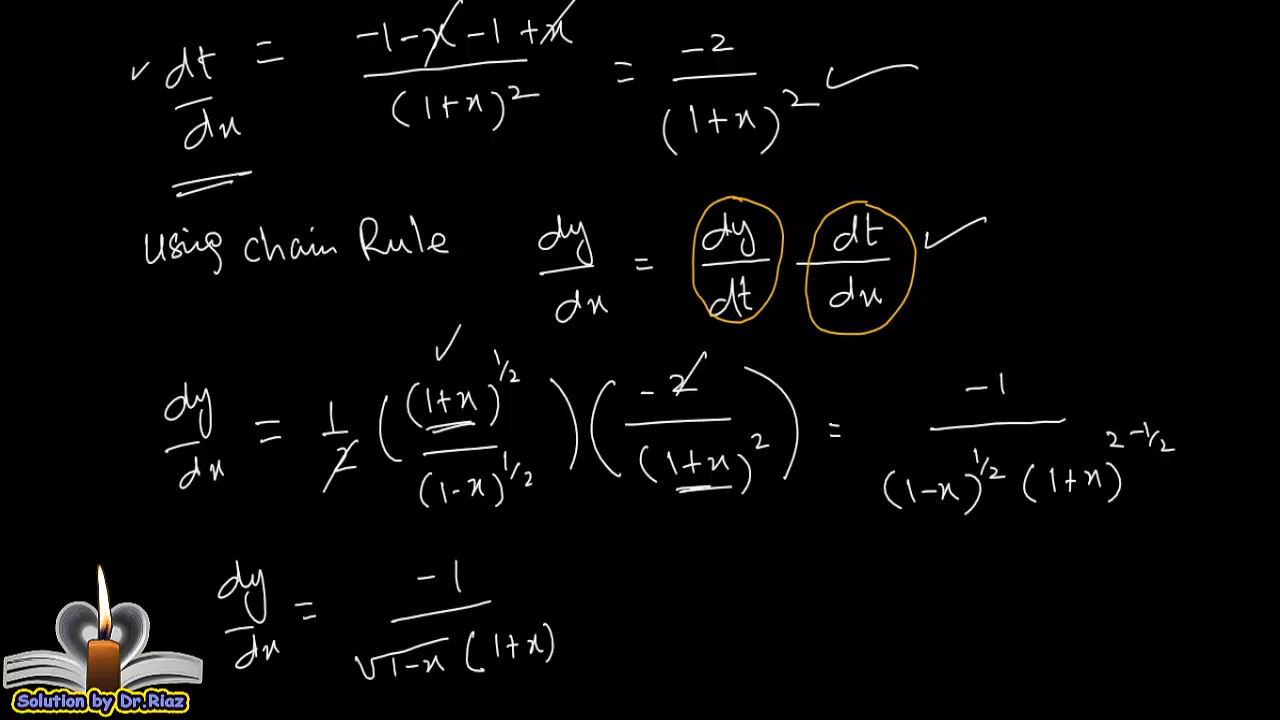 ✓ dt/dx = (-1-x-1+x)/(1+x)² = -2/(1+x)² ✓
Using chain Rule dy/dx = dy/dt dt/dx ✓
dy/dx = 1/2 ((1+x)^1/2/(1-x)^1/2) (-2/(1+x)²) = -1/((1-x)^1/2 (1+x)^2-1/2)
dy/dx = -1/(√1-x (1+x)
Solution by Dr.Riaz